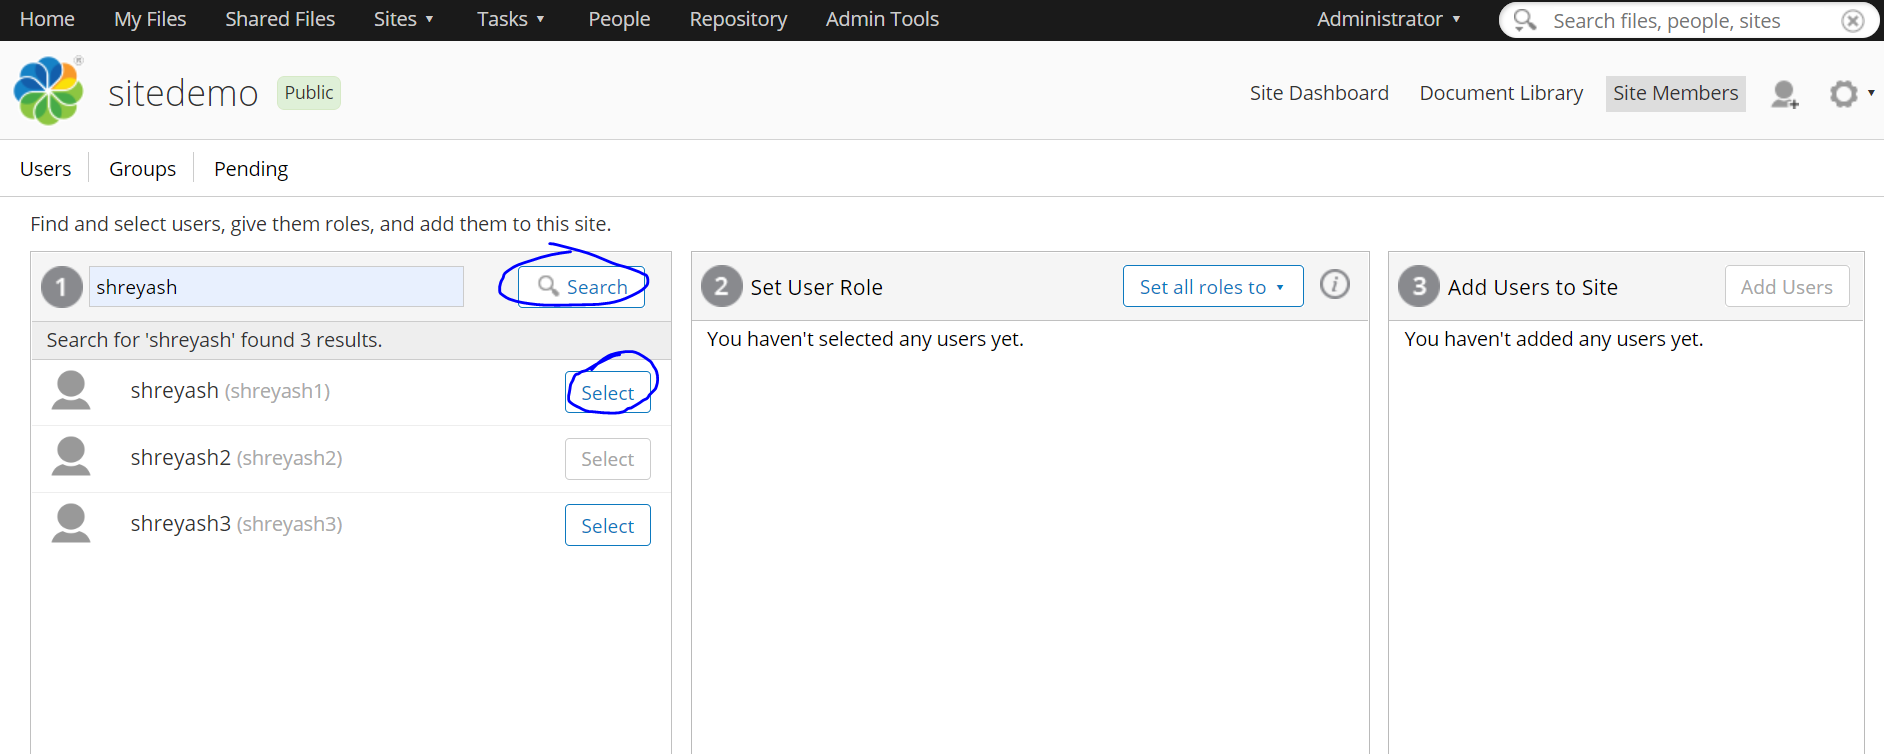 Home My Files Shared Files Sites Tasks People Repository Admin Tools Administrator Search files, people, sites
sitedemo Public Site Dashboard Document Library Site Members
Users Groups Pending
Find and select users, give them roles, and add them to this site.
1 shreyash Search 2 Set User Role Set all roles to i 3 Add Users to Site Add Users
Search for 'shreyash' found 3 results. You haven't selected any users yet. You haven't added any users yet.
shreyash (shreyash1) Select
shreyash2 (shreyash2) Select
shreyash3 (shreyash3) Select